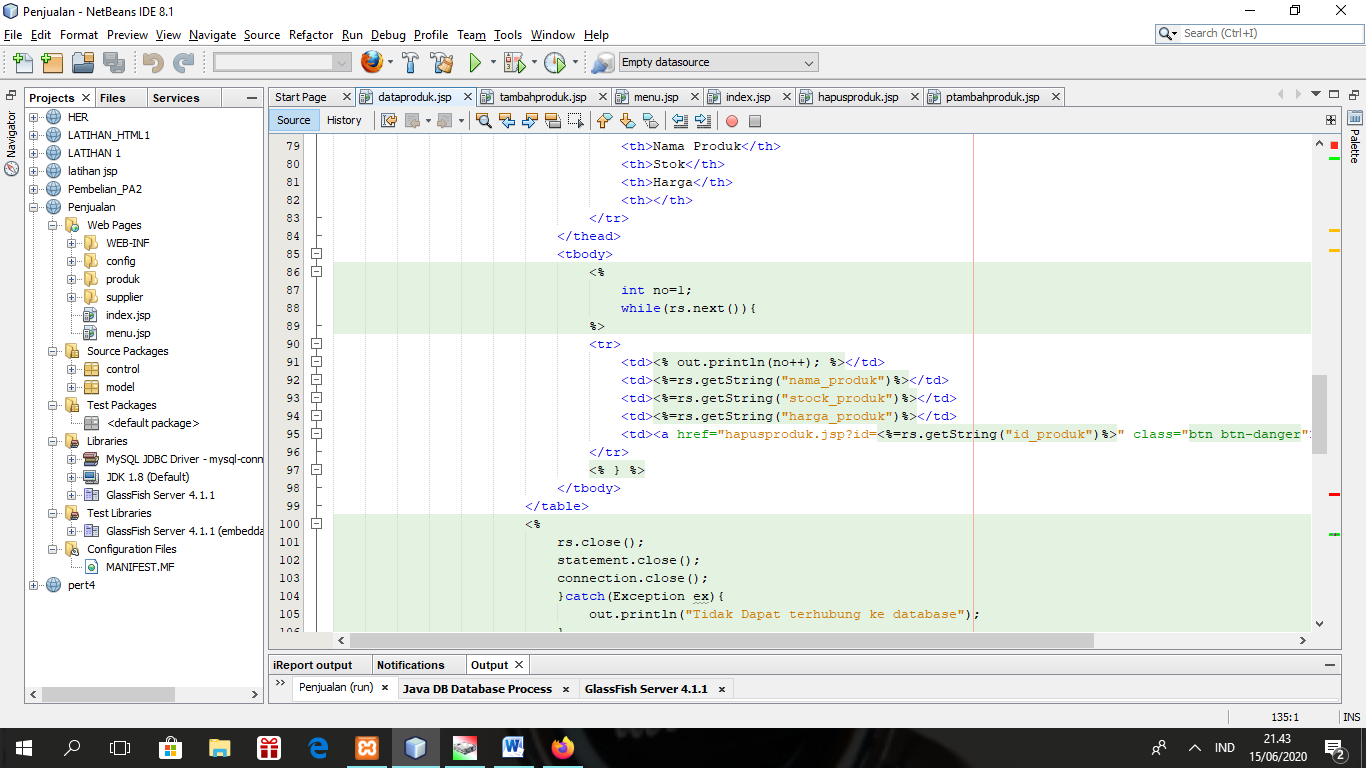 Penjualan - NetBeans IDE 8.1
File Edit Format Preview View Navigate Source Refactor Run Debug Profile Team Tools Window Help
Search (Ctrl+I)
Empty datasource
Projects Files Services
Navigator
HER
LATIHAN_HTML1
LATIHAN 1
latihan jsp
Pembelian_PA2
Penjualan
Web Pages
WEB-INF
config
produk
supplier
index.jsp
menu.jsp
Source Packages
control
model
Test Packages
<default package>
Libraries
MySQL JDBC Driver - mysql-conn
JDK 1.8 (Default)
GlassFish Server 4.1.1
Test Libraries
GlassFish Server 4.1.1 (embedda
Configuration Files
MANIFEST.MF
pert4
Start Page dataproduk.jsp tambahproduk.jsp menu.jsp index.jsp hapusproduk.jsp ptambahproduk.jsp
Source History
Palette
79 <th>Nama Produk</th>
80 <th>Stok</th>
81 <th>Harga</th>
82 <th></th>
83 </tr>
84 </thead>
85 <tbody>
86 <%
87 int no=1;
88 while(rs.next()){
89 %>
90 <tr>
91 <td><% out.println(no++); %></td>
92 <td><%=rs.getString("nama_produk")%></td>
93 <td><%=rs.getString("stock_produk")%></td>
94 <td><%=rs.getString("harga_produk")%></td>
95 <td><a href="hapusproduk.jsp?id=<%=rs.getString("id_produk")%>" class="btn btn-danger"
96 </tr>
97 <% } %>
98 </tbody>
99 </table>
100 <%
101 rs.close();
102 statement.close();
103 connection.close();
104 }catch(Exception ex){
105 out.println("Tidak Dapat terhubung ke database");
iReport output Notifications Output
Penjualan (run) Java DB Database Process GlassFish Server 4.1.1
135:1 INS
IND
21.43
15/06/2020
2